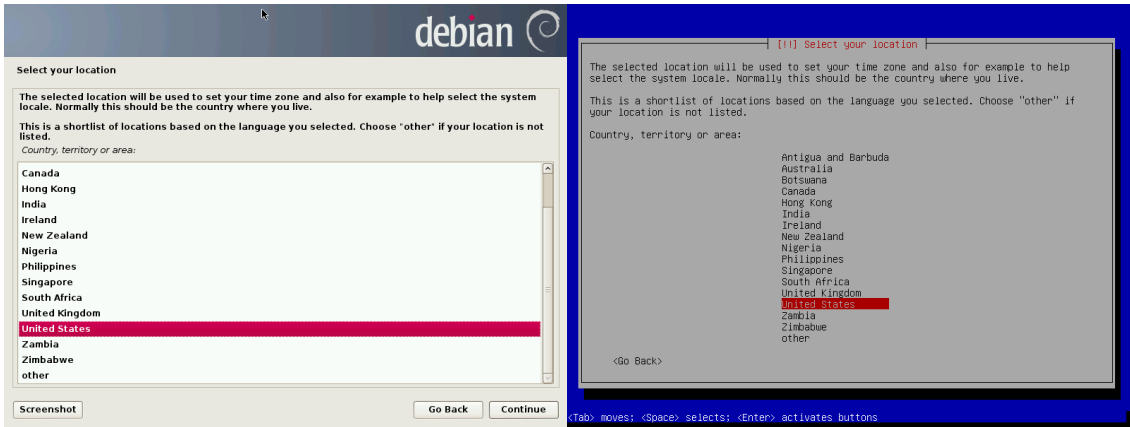 debian
Select your location
The selected location will be used to set your time zone and also for example to help select the system
locale. Normally this should be the country where you live.
This is a shortlist of locations based on the language you selected. Choose "other" if your location is not
listed.
Country, territory or area:
Canada
Hong Kong
India
Ireland
New Zealand
Nigeria
Philippines
Singapore
South Africa
United Kingdom
United States
Zambia
Zimbabwe
other
Screenshot
Go Back
Continue
[!!] Select your location
The selected location will be used to set your time zone and also for example to help
select the system locale. Normally this should be the country where you live.
This is a shortlist of locations based on the language you selected. Choose "other" if
your location is not listed.
Country, territory or area:
Antigua and Barbuda
Australia
Botswana
Canada
Hong Kong
India
Ireland
New Zealand
Nigeria
Philippines
Singapore
South Africa
United Kingdom
United States
Zambia
Zimbabwe
other
<Go Back>
<Tab> moves; <Space> selects; <Enter> activates buttons